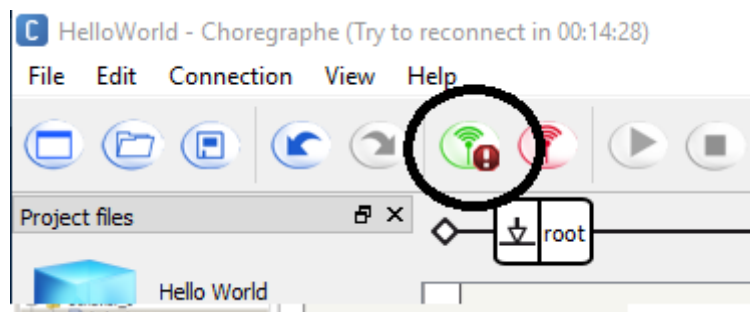 C HelloWorld - Choregraphe (Try to reconnect in 00:14:28)
File Edit Connection View Help
Project files
root
Hello World